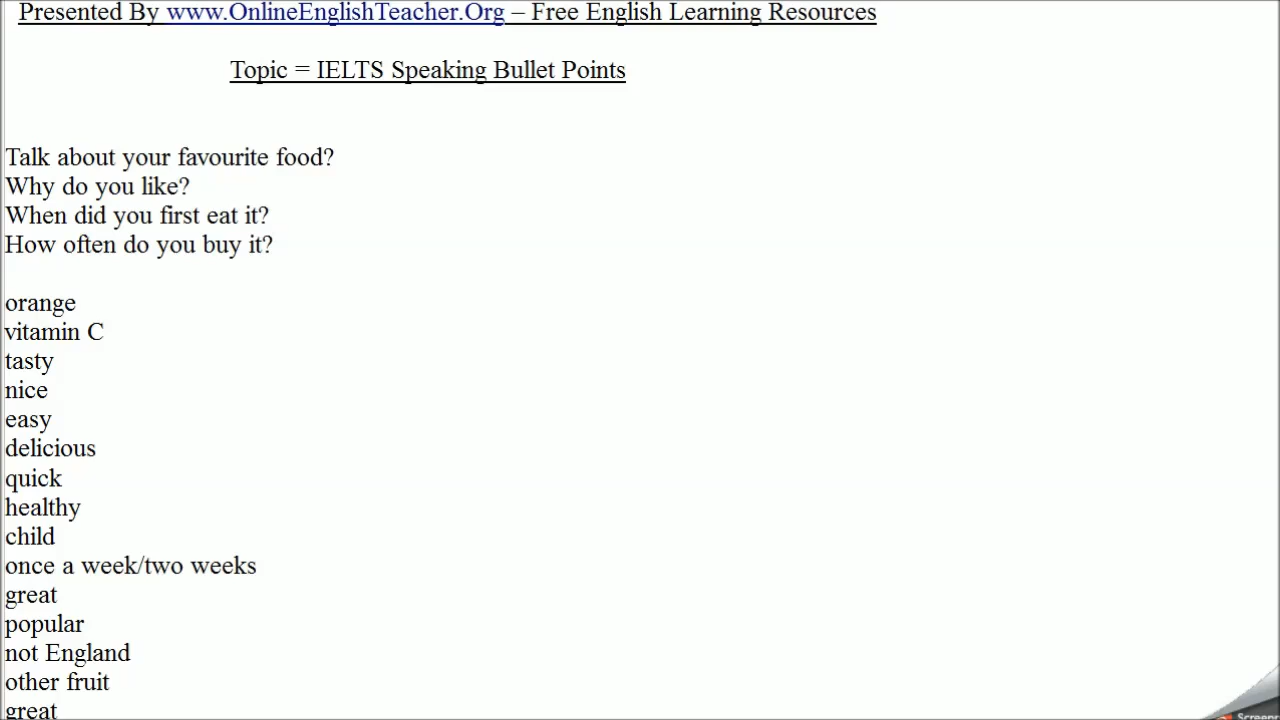 Presented By www.OnlineEnglishTeacher.Org – Free English Learning Resources
Topic = IELTS Speaking Bullet Points
Talk about your favourite food?
Why do you like?
When did you first eat it?
How often do you buy it?
orange
vitamin C
tasty
nice
easy
delicious
quick
healthy
child
once a week/two weeks
great
popular
not England
other fruit
great